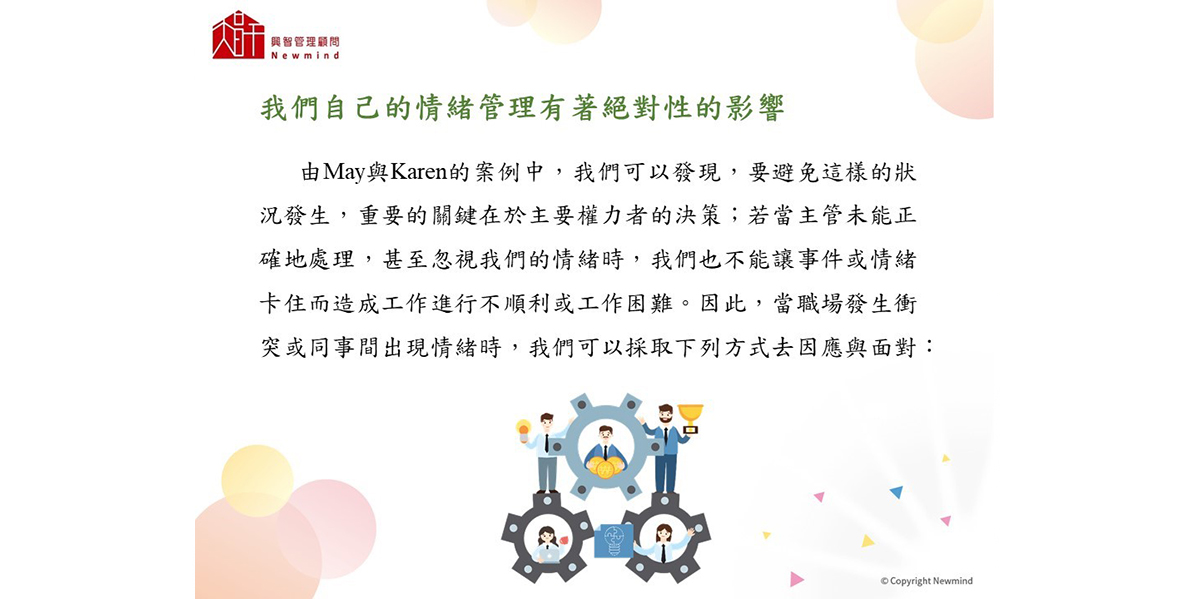 興智管理顧問
Newmind
我們自己的情緒管理有著絕對性的影響
由May與Karen的案例中，我們可以發現，要避免這樣的狀
況發生，重要的關鍵在於主要權力者的決策；若當主管未能正
確地處理，甚至忽視我們的情緒時，我們也不能讓事件或情緒
卡住而造成工作進行不順利或工作困難。因此，當職場發生衝
突或同事間出現情緒時，我們可以採取下列方式去因應與面對：
© Copyright Newmind